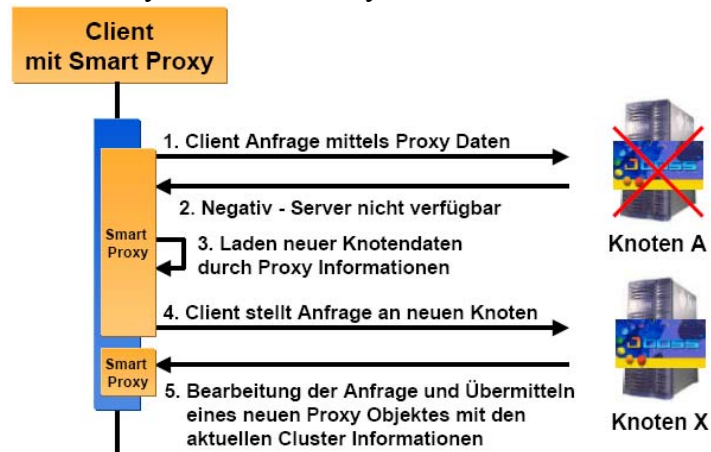 Client
mit Smart Proxy
1. Client Anfrage mittels Proxy Daten
2. Negativ - Server nicht verfügbar
Smart
Proxy
3. Laden neuer Knotendaten
durch Proxy Informationen
JBoss
Knoten A
4. Client stellt Anfrage an neuen Knoten
Smart
Proxy
5. Bearbeitung der Anfrage und Übermitteln
eines neuen Proxy Objektes mit den
aktuellen Cluster Informationen
JBoss
Knoten X